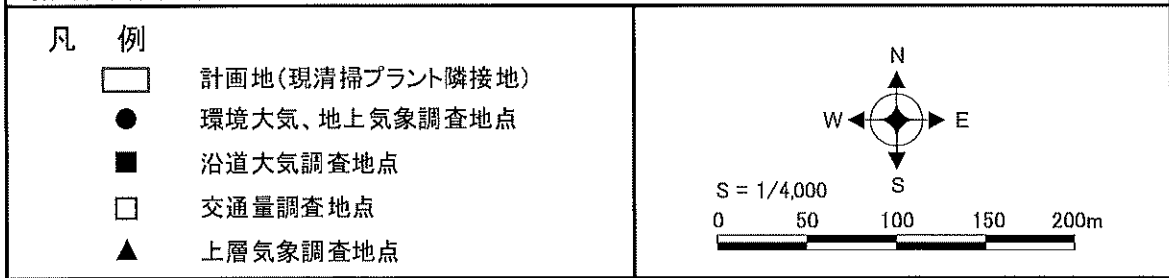 凡 例
計画地(現清掃プラント隣接地)
環境大気、地上気象調査地点
沿道大気調査地点
交通量調査地点
上層気象調査地点
N
W E
S
S = 1/4,000
0 50 100 150 200m